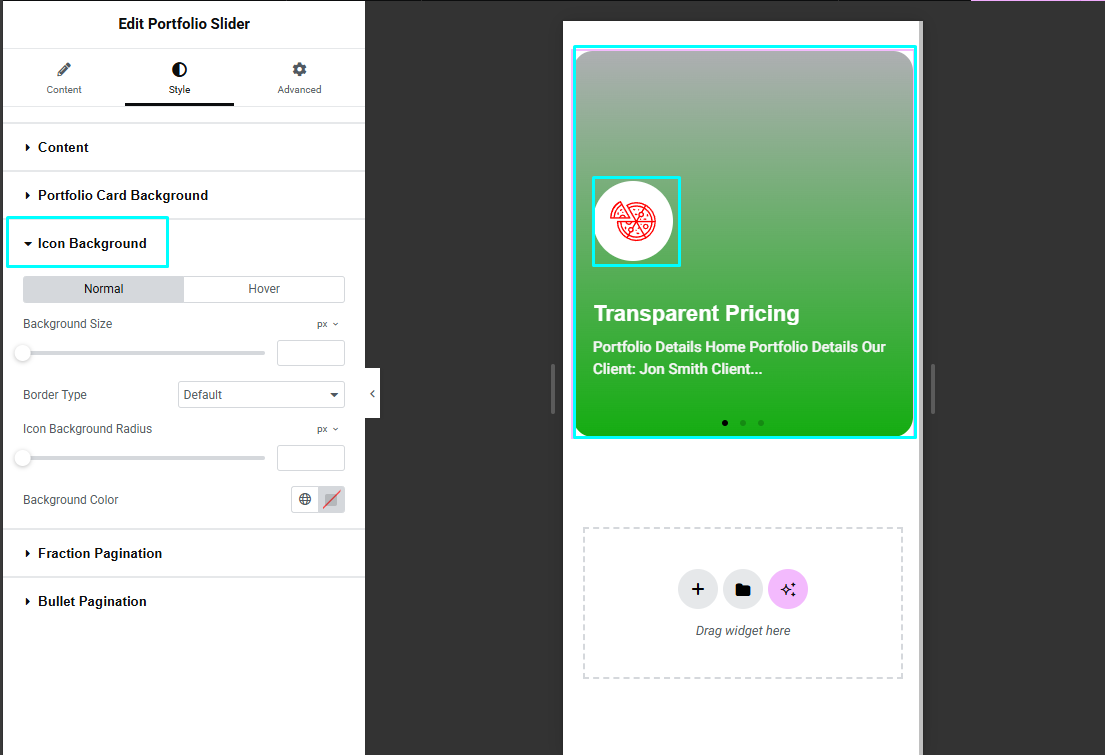 Edit Portfolio Slider
Content
Style
Advanced
Content
Portfolio Card Background
Icon Background
Normal
Hover
Background Size
px
Border Type
Default
Icon Background Radius
px
Background Color
Fraction Pagination
Bullet Pagination
Transparent Pricing
Portfolio Details Home Portfolio Details Our
Client: Jon Smith Client...
Drag widget here